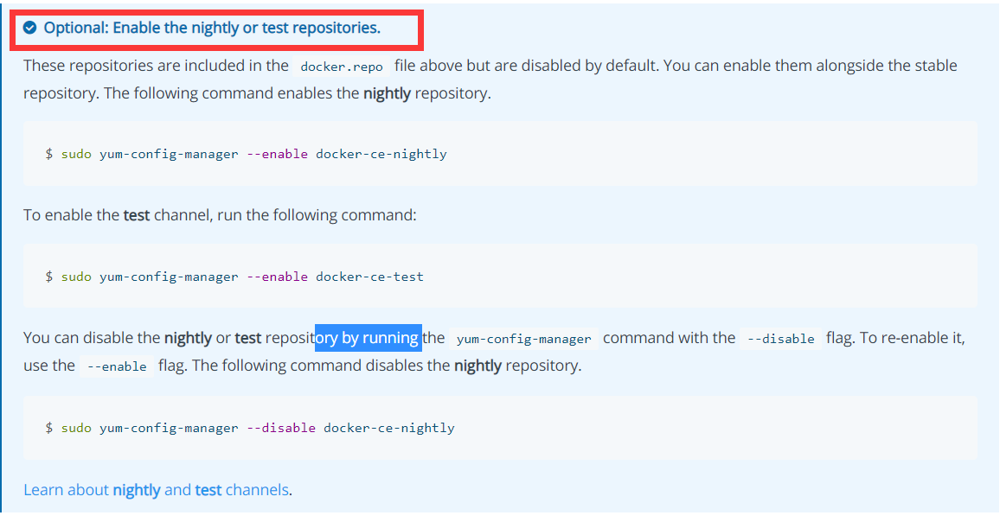 Optional: Enable the nightly or test repositories.
These repositories are included in the docker.repo file above but are disabled by default. You can enable them alongside the stable
repository. The following command enables the nightly repository.
$ sudo yum-config-manager --enable docker-ce-nightly
To enable the test channel, run the following command:
$ sudo yum-config-manager --enable docker-ce-test
You can disable the nightly or test repository by running the yum-config-manager command with the --disable flag. To re-enable it,
use the --enable flag. The following command disables the nightly repository.
$ sudo yum-config-manager --disable docker-ce-nightly
Learn about nightly and test channels.